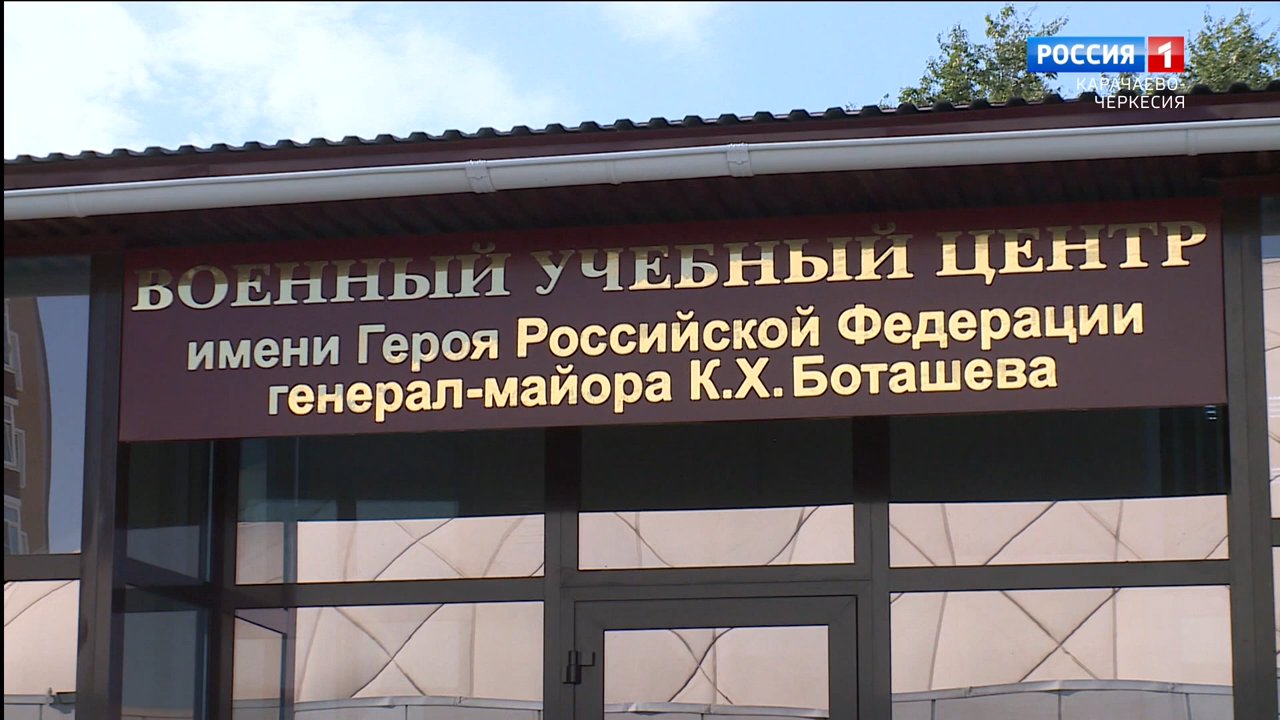 РОССИЯ 1
КАРАЧАЕВО-
ЧЕРКЕСИЯ
ВОЕННЫЙ УЧЕБНЫЙ ЦЕНТР
имени Героя Российской Федерации
генерал-майора К.Х. Боташева